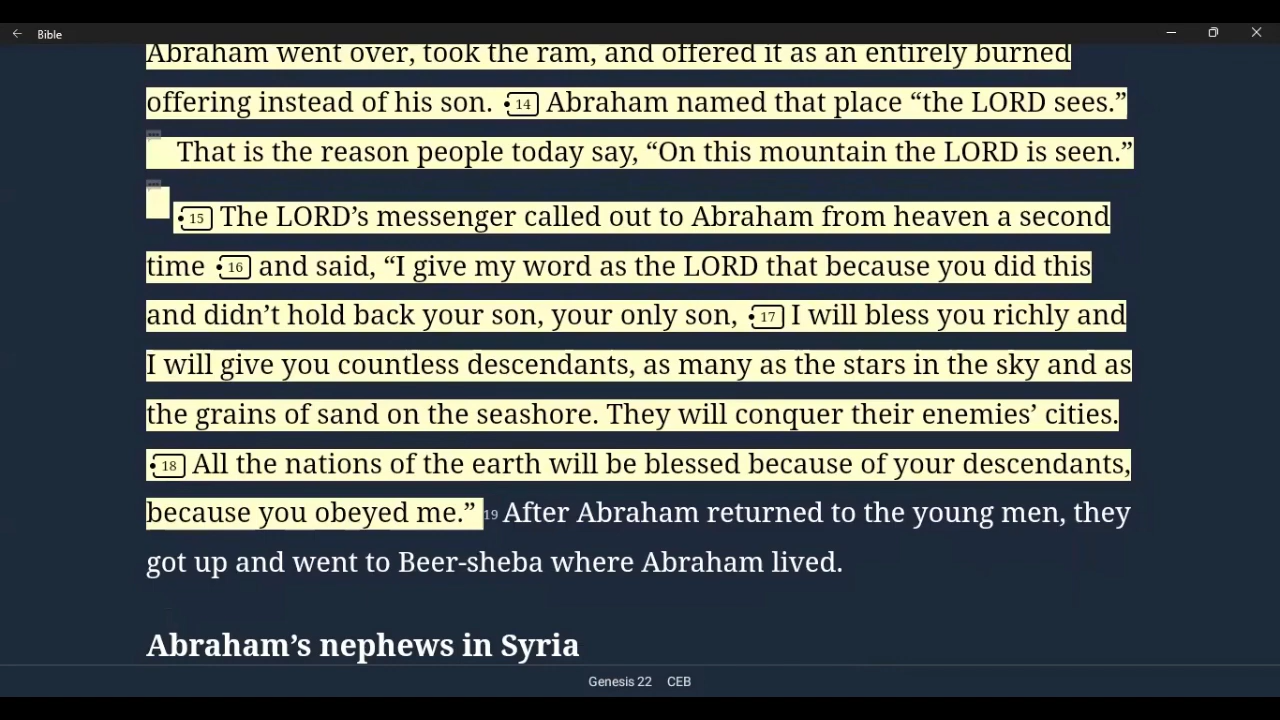 Bible
Abraham went over, took the ram, and offered it as an entirely burned
offering instead of his son. 14 Abraham named that place “the LORD sees.”
That is the reason people today say, “On this mountain the LORD is seen.”
15 The LORD’s messenger called out to Abraham from heaven a second
time 16 and said, “I give my word as the LORD that because you did this
and didn’t hold back your son, your only son, 17 I will bless you richly and
I will give you countless descendants, as many as the stars in the sky and as
the grains of sand on the seashore. They will conquer their enemies’ cities.
18 All the nations of the earth will be blessed because of your descendants,
because you obeyed me.” 19 After Abraham returned to the young men, they
got up and went to Beer-sheba where Abraham lived.
Abraham’s nephews in Syria
Genesis 22 CEB